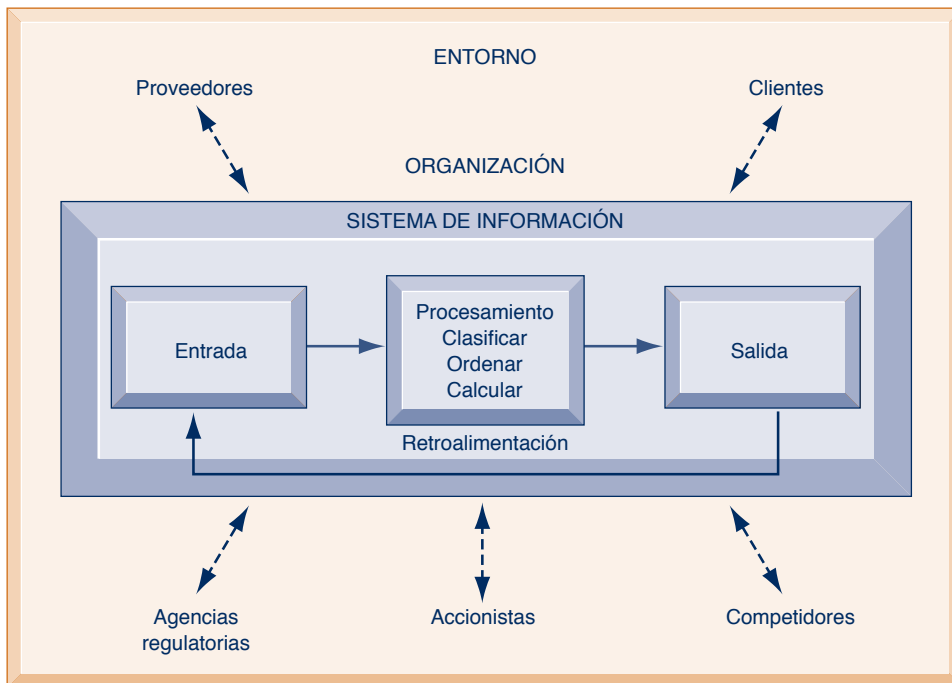 ENTORNO
Proveedores
Clientes
ORGANIZACIÓN
SISTEMA DE INFORMACIÓN
Entrada
Procesamiento
Clasificar
Ordenar
Calcular
Salida
Retroalimentación
Agencias
regulatorias
Accionistas
Competidores